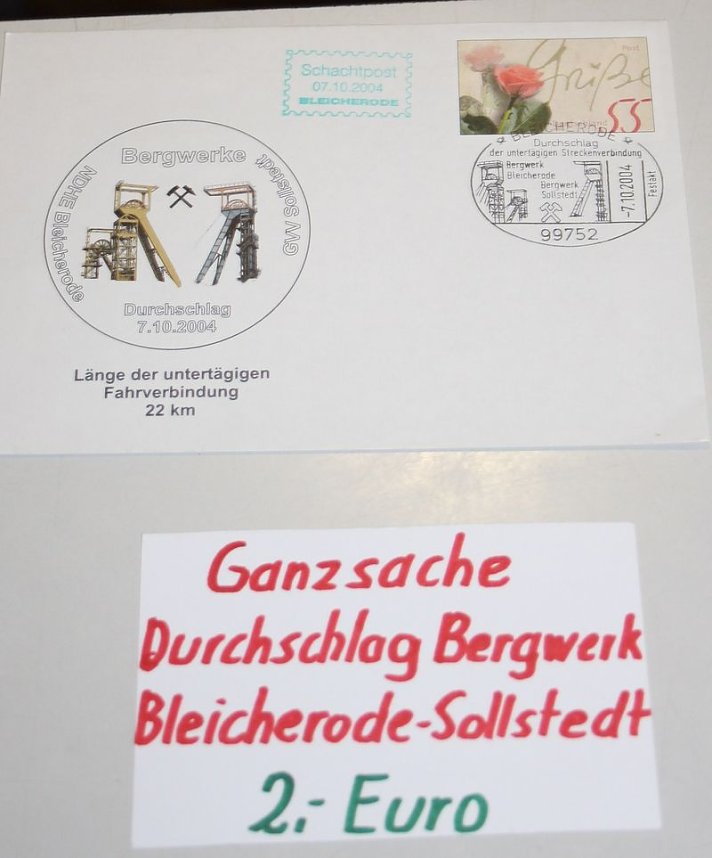 Schachtpost
07.10.2004
BLEICHERODE
Post
Grüße
55
BLEICHERODE
Durchschlag
der untertägigen Streckenverbindung
Bergwerk
Bleicherode
Bergwerk
Sollstedt
-7.10.2004
Festakt
99752
Bergwerke
NDHE Bleicherode
GVV Sollstedt
Durchschlag
7.10.2004
Länge der untertägigen
Fahrverbindung
22 km
Ganzsache
Durchschlag Bergwerk
Bleicherode-Sollstedt
2,- Euro